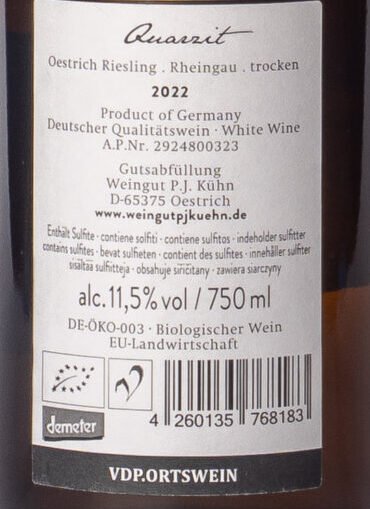 Quarzit
Oestrich Riesling . Rheingau . trocken
2022
Product of Germany
Deutscher Qualitätswein · White Wine
A.P.Nr. 2924800323
Gutsabfüllung
Weingut P.J. Kühn
D-65375 Oestrich
www.weingutpjkuehn.de
Enthält Sulfite · contiene solfiti · contiene sulfitos · indeholder sulfitter
contains sulfites · bevat sulfieten · contient des sulfites · innehåller sulfiter
sisältää sulfitteja · obsahuje siričitany · zawiera siarczyny
alc. 11,5% vol / 750 ml
DE-ÖKO-003 · Biologischer Wein
EU-Landwirtschaft
demeter
4 260135 768183
VDP.ORTSWEIN